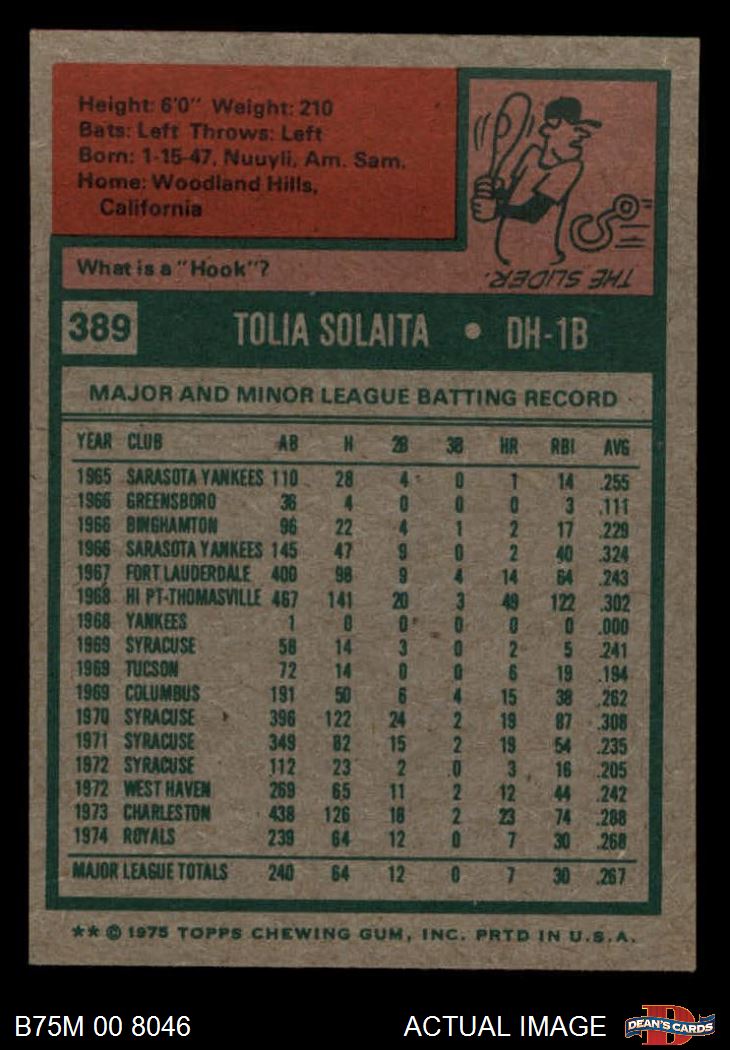 Height: 6'0" Weight: 210
Bats: Left Throws: Left
Born: 1-15-47, Nuuyli, Am. Sam.
Home: Woodland Hills,
California
What is a "Hook"?
THE SLIDER.
389 TOLIA SOLAITA • DH-1B
MAJOR AND MINOR LEAGUE BATTING RECORD
YEAR CLUB AB H 2B 3B HR RBI AVG
1965 SARASOTA YANKEES 110 28 4 0 1 14 .255
1966 GREENSBORO 36 4 0 0 0 3 .111
1966 BINGHAMTON 96 22 4 1 2 17 .229
1966 SARASOTA YANKEES 145 47 9 0 2 40 .324
1967 FORT LAUDERDALE 400 98 9 4 14 64 .243
1968 HI PT-THOMASVILLE 467 141 20 3 49 122 .302
1968 YANKEES 1 0 0 0 0 0 .000
1969 SYRACUSE 58 14 3 0 2 5 .241
1969 TUCSON 72 14 0 0 6 19 .194
1969 COLUMBUS 191 50 6 4 15 38 .262
1970 SYRACUSE 396 122 24 2 19 87 .308
1971 SYRACUSE 349 82 15 2 19 54 .235
1972 SYRACUSE 112 23 2 0 3 16 .205
1972 WEST HAVEN 269 65 11 2 12 44 .242
1973 CHARLESTON 438 126 18 2 23 74 .288
1974 ROYALS 239 64 12 0 7 30 .268
MAJOR LEAGUE TOTALS 240 64 12 0 7 30 .267
** © 1975 TOPPS CHEWING GUM, INC. PRTD IN U.S.A.
B75M 00 8046 ACTUAL IMAGE D DEAN'S CARDS